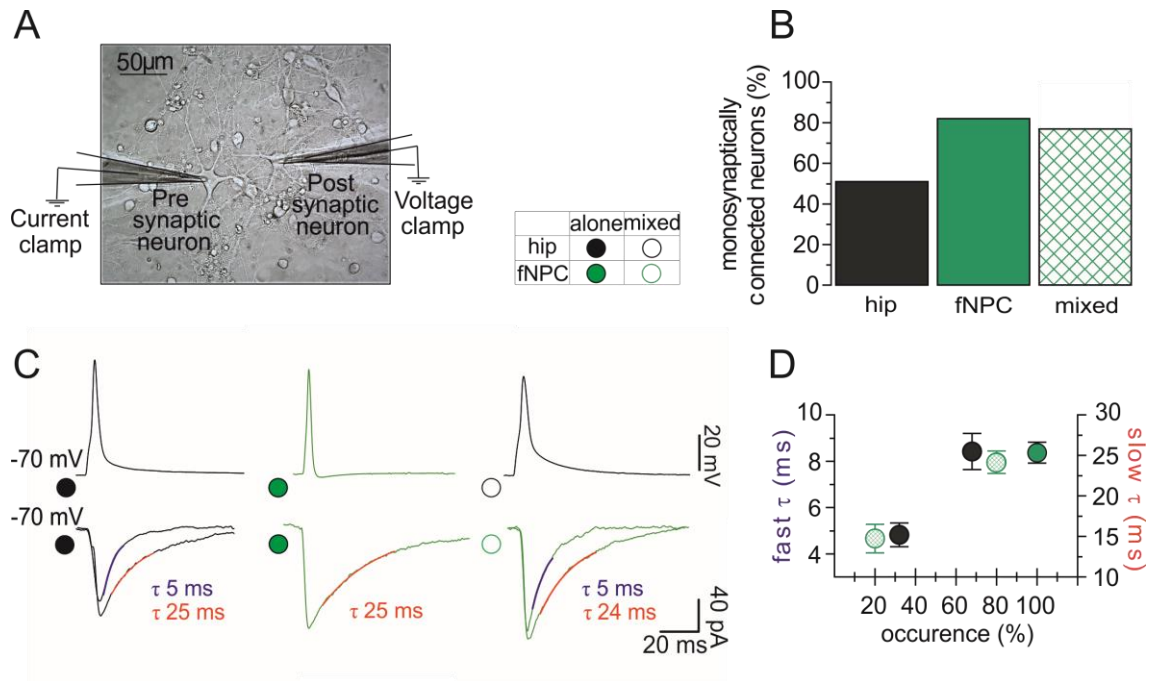 A
50µm
Pre
synaptic
neuron
Post
synaptic
neuron
Current
clamp
Voltage
clamp
alone mixed
hip
fNPC
B
monosynaptically
connected neurons (%)
100
80
60
40
20
0
hip fNPC mixed
C
-70 mV
20 mV
-70 mV
τ 5 ms
τ 25 ms
τ 25 ms
τ 5 ms
τ 24 ms
40 pA
20 ms
D
fast τ (ms)
10
8
6
4
30
25
20
15
10
slow τ (ms)
20 40 60 80 100
occurence (%)